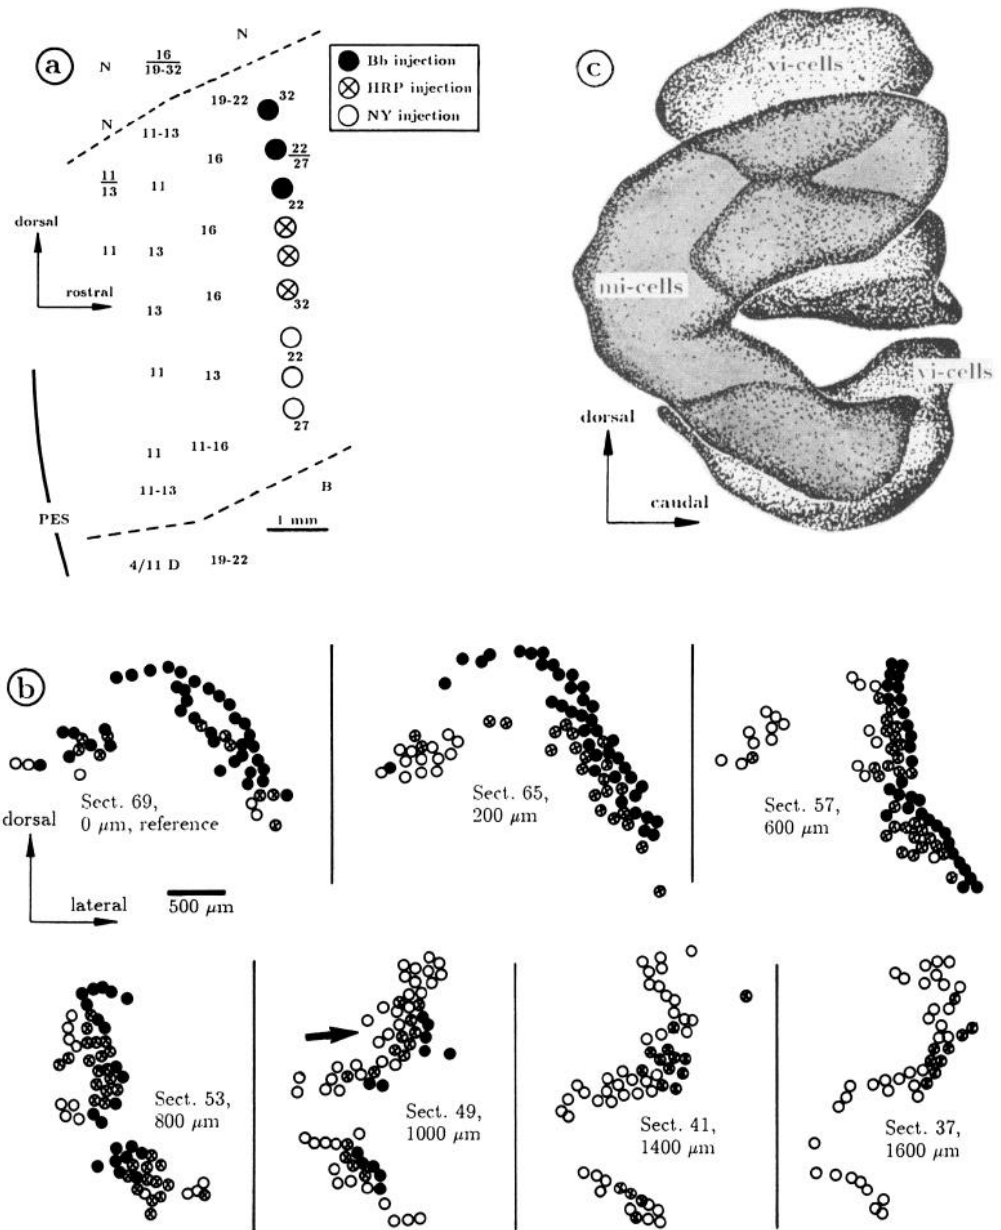 a
N
N
16
19-32
Bb injection
HRP injection
NY injection
19-22
32
N
11-13
16
22
27
11
13
11
22
dorsal
16
11
13
rostral
16
32
13
22
11
13
27
11
11-16
11-13
B
PES
1 mm
4/11 D
19-22
c
vi-cells
mi-cells
vi-cells
dorsal
caudal
b
Sect. 69,
0 μm, reference
Sect. 65,
200 μm
Sect. 57,
600 μm
dorsal
lateral
500 μm
Sect. 53,
800 μm
Sect. 49,
1000 μm
Sect. 41,
1400 μm
Sect. 37,
1600 μm